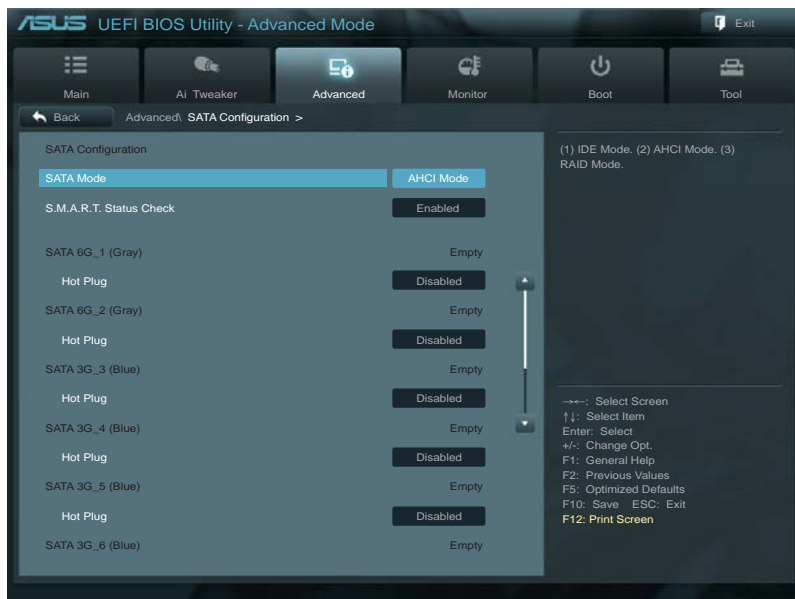 ASUS UEFI BIOS Utility - Advanced Mode
Exit
Main Ai Tweaker Advanced Monitor Boot Tool
Back Advanced\ SATA Configuration >
SATA Configuration
SATA Mode AHCI Mode
S.M.A.R.T. Status Check Enabled
SATA 6G_1 (Gray) Empty
Hot Plug Disabled
SATA 6G_2 (Gray) Empty
Hot Plug Disabled
SATA 3G_3 (Blue) Empty
Hot Plug Disabled
SATA 3G_4 (Blue) Empty
Hot Plug Disabled
SATA 3G_5 (Blue) Empty
Hot Plug Disabled
SATA 3G_6 (Blue) Empty
(1) IDE Mode. (2) AHCI Mode. (3)
RAID Mode.
→←: Select Screen
↑↓: Select Item
Enter: Select
+/-: Change Opt.
F1: General Help
F2: Previous Values
F5: Optimized Defaults
F10: Save ESC: Exit
F12: Print Screen